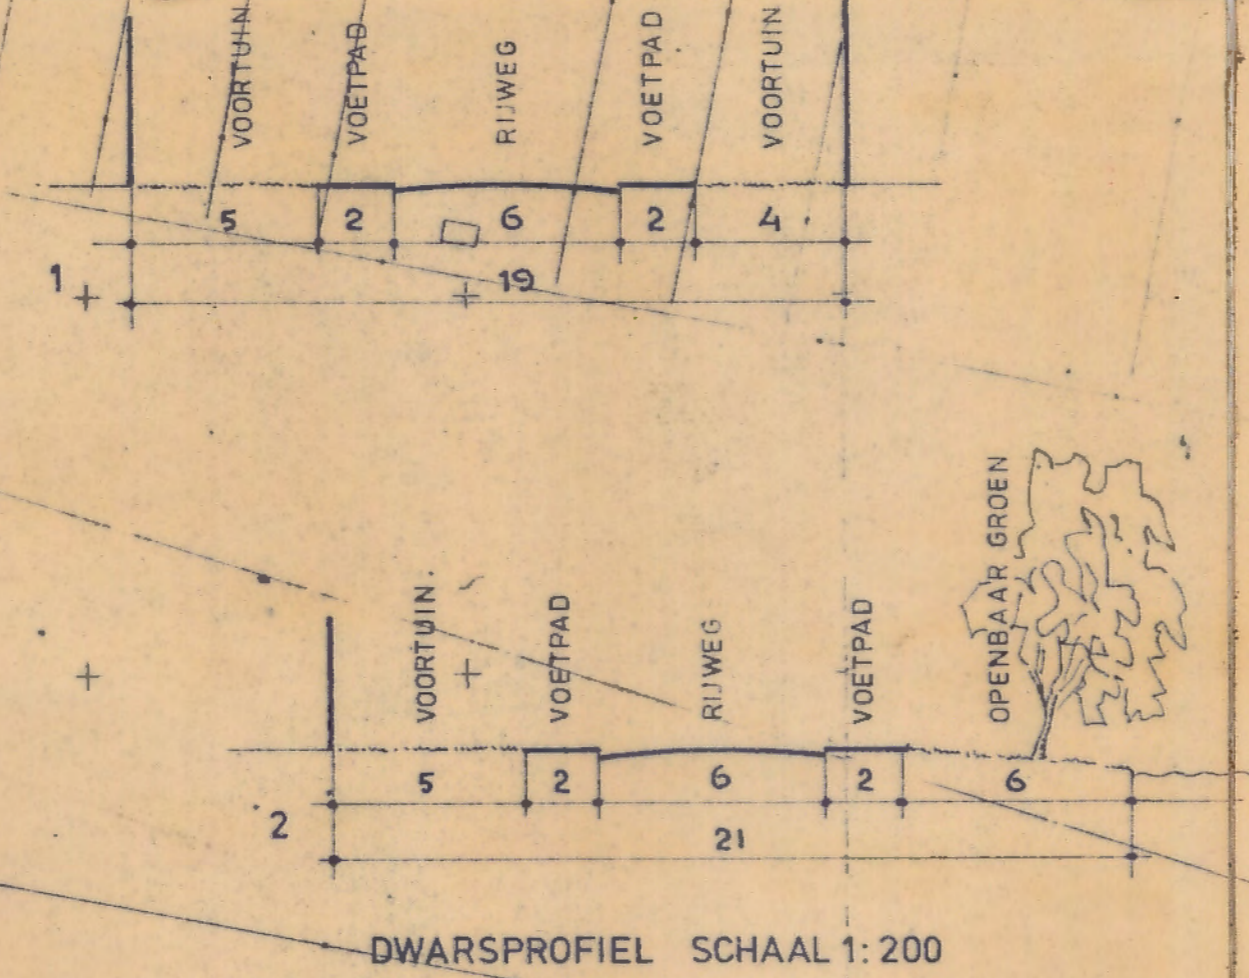 VOORTUIN
VOETPAD
RIJWEG
VOETPAD
VOORTUIN
5 2 6 2 4
1
19
VOORTUIN.
VOETPAD
RIJWEG
VOETPAD
OPENBAAR GROEN
5 2 6 2 6
2
21
DWARSPROFIEL SCHAAL 1:200